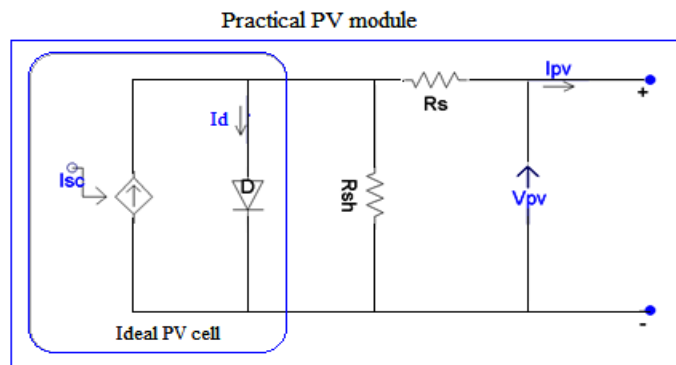 Practical PV module
Ipv
+
Rs
Id
Isc
D
Rsh
Vpv
-
Ideal PV cell